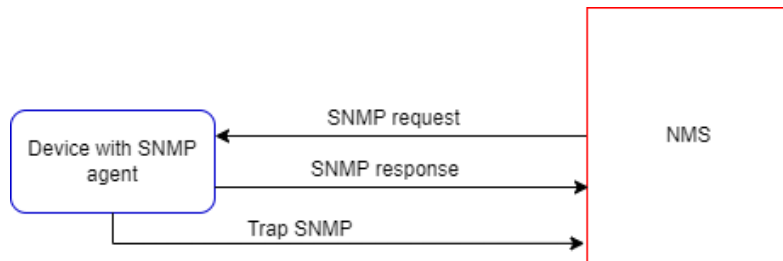 SNMP request
NMS
Device with SNMP
agent
SNMP response
Trap SNMP